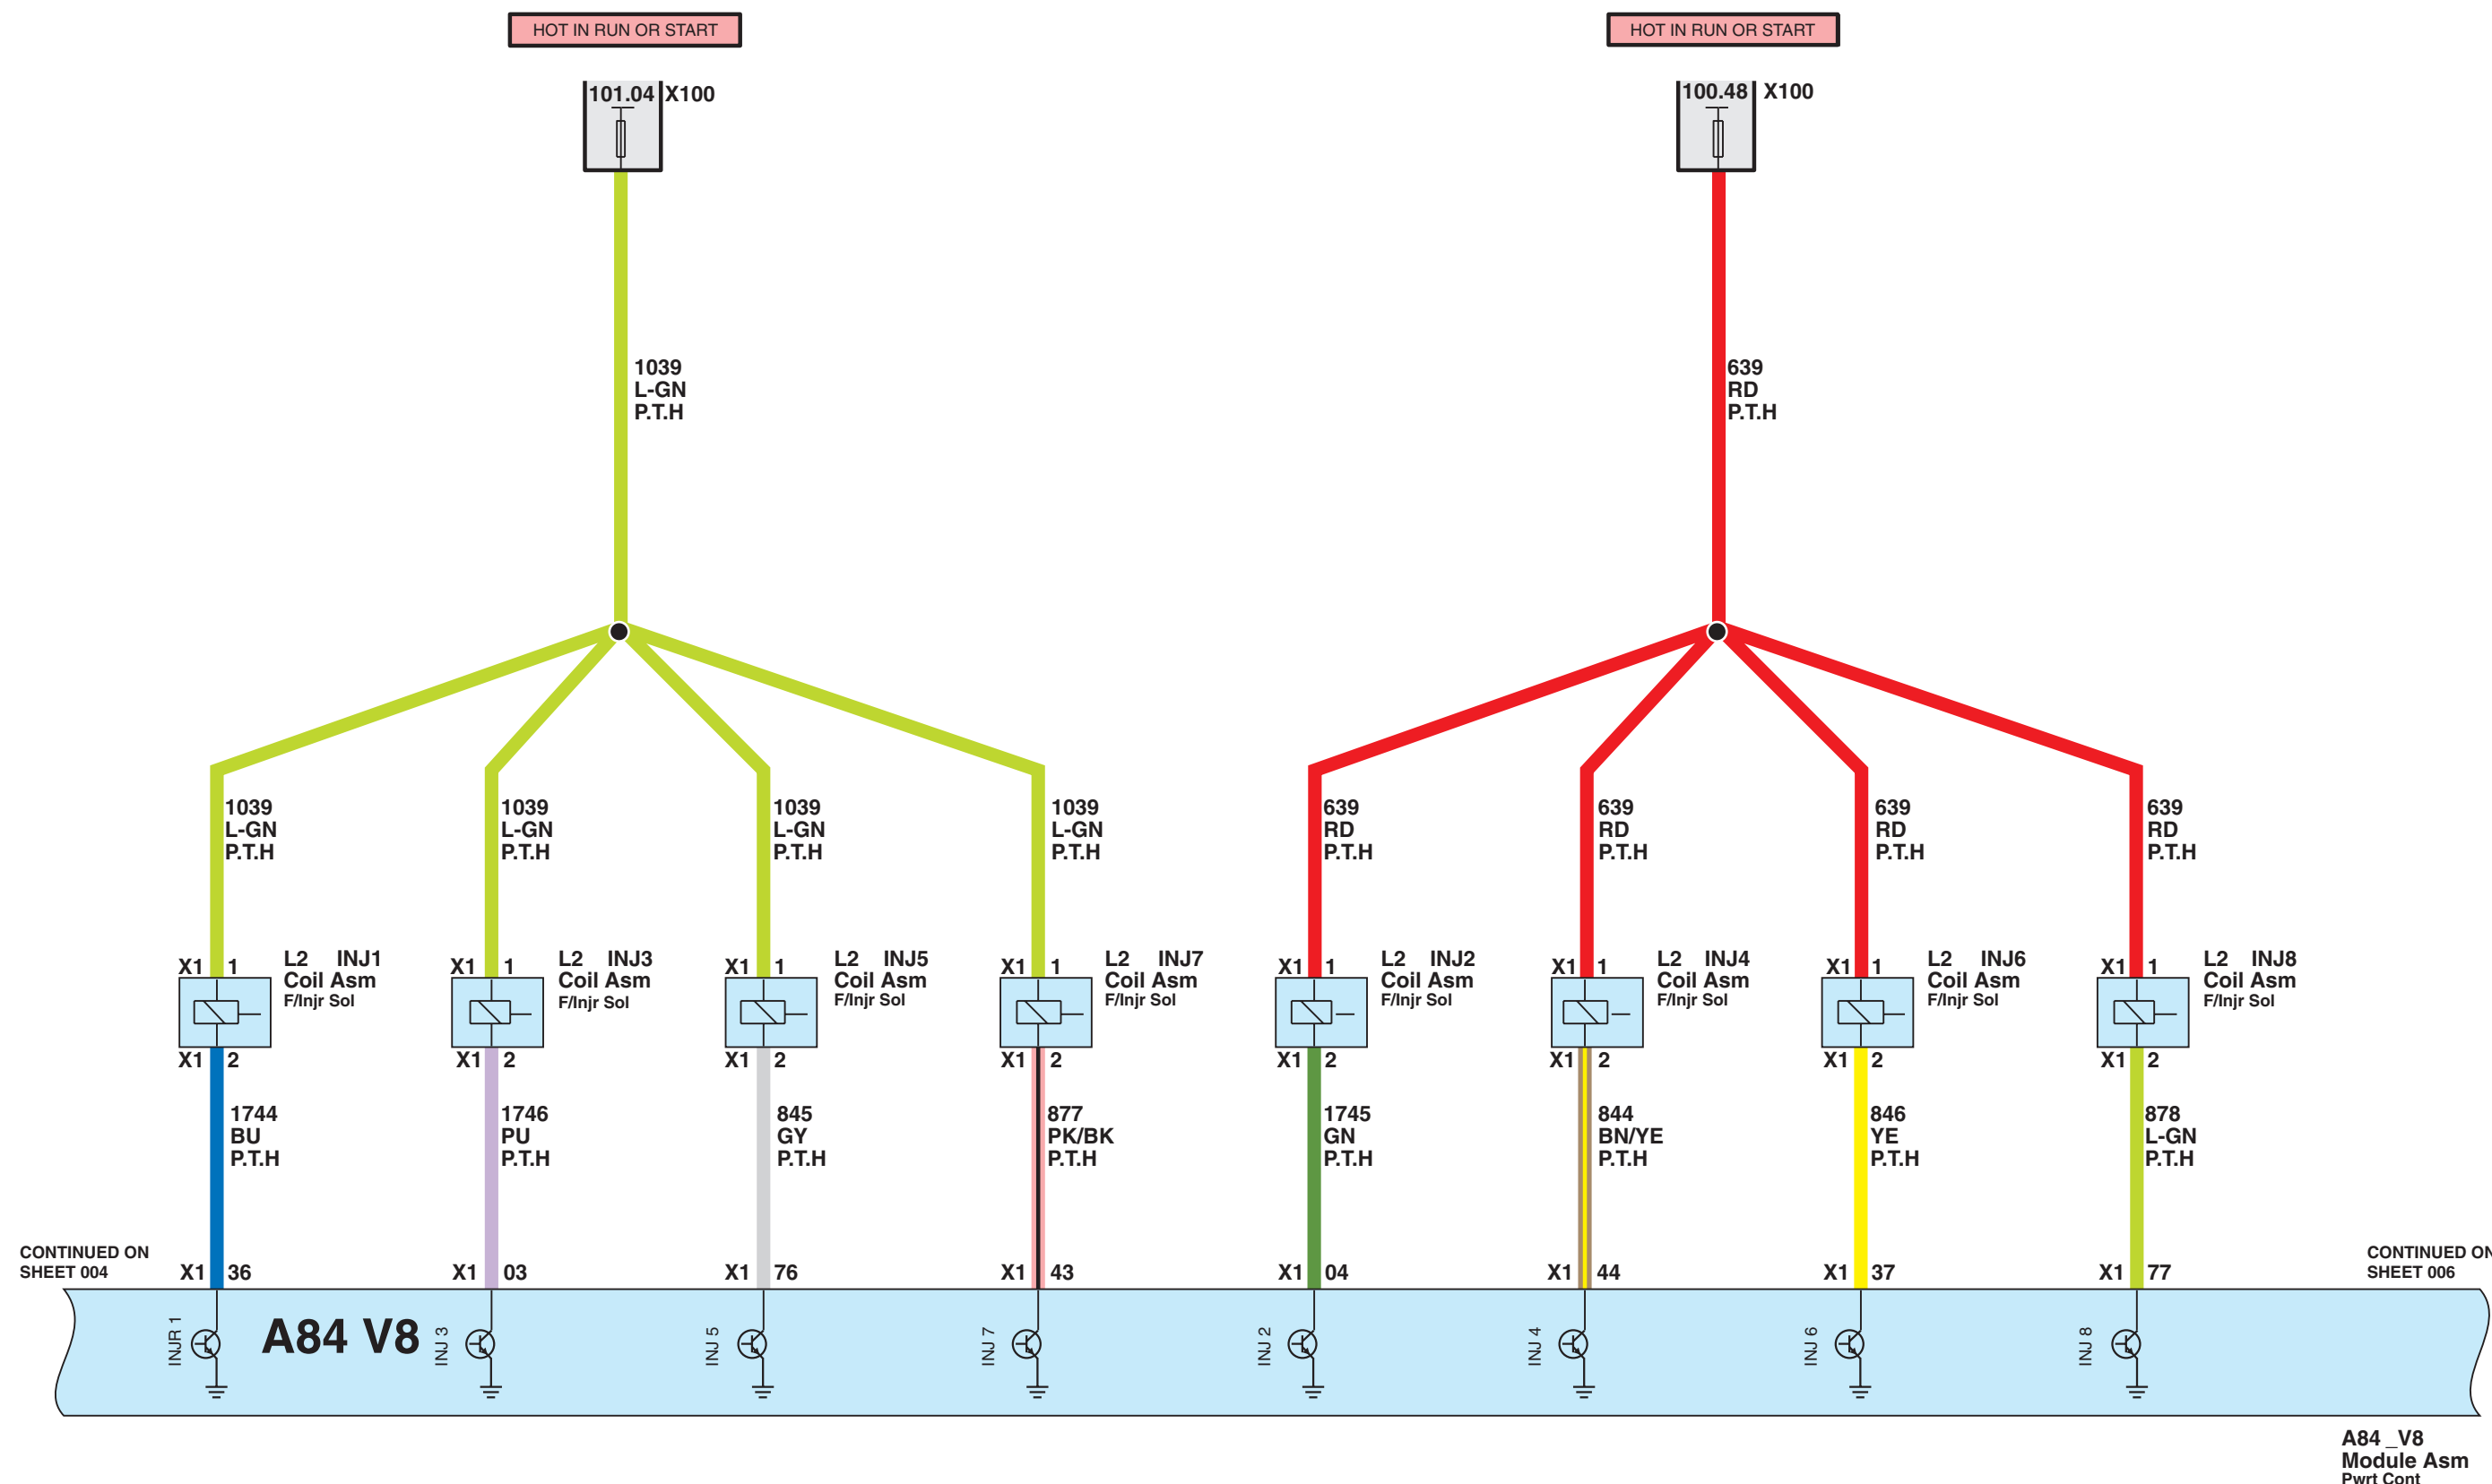 HOT IN RUN OR START
HOT IN RUN OR START
101.04 X100
100.48 X100
1039
L-GN
P.T.H
639
RD
P.T.H
1039
L-GN
P.T.H
1039
L-GN
P.T.H
1039
L-GN
P.T.H
1039
L-GN
P.T.H
639
RD
P.T.H
639
RD
P.T.H
639
RD
P.T.H
639
RD
P.T.H
X1 1
L2 INJ1
Coil Asm
F/Injr Sol
X1 1
L2 INJ3
Coil Asm
F/Injr Sol
X1 1
L2 INJ5
Coil Asm
F/Injr Sol
X1 1
L2 INJ7
Coil Asm
F/Injr Sol
X1 1
L2 INJ2
Coil Asm
F/Injr Sol
X1 1
L2 INJ4
Coil Asm
F/Injr Sol
X1 1
L2 INJ6
Coil Asm
F/Injr Sol
X1 1
L2 INJ8
Coil Asm
F/Injr Sol
X1 2
X1 2
X1 2
X1 2
X1 2
X1 2
X1 2
X1 2
1744
BU
P.T.H
1746
PU
P.T.H
845
GY
P.T.H
877
PK/BK
P.T.H
1745
GN
P.T.H
844
BN/YE
P.T.H
846
YE
P.T.H
878
L-GN
P.T.H
CONTINUED ON
SHEET 004
X1 36
X1 03
X1 76
X1 43
X1 04
X1 44
X1 37
X1 77
CONTINUED ON
SHEET 006
INJR 1
A84 V8
INJ 3
INJ 5
INJ 7
INJ 2
INJ 4
INJ 6
INJ 8
A84 _V8
Module Asm
Pwrt Cont